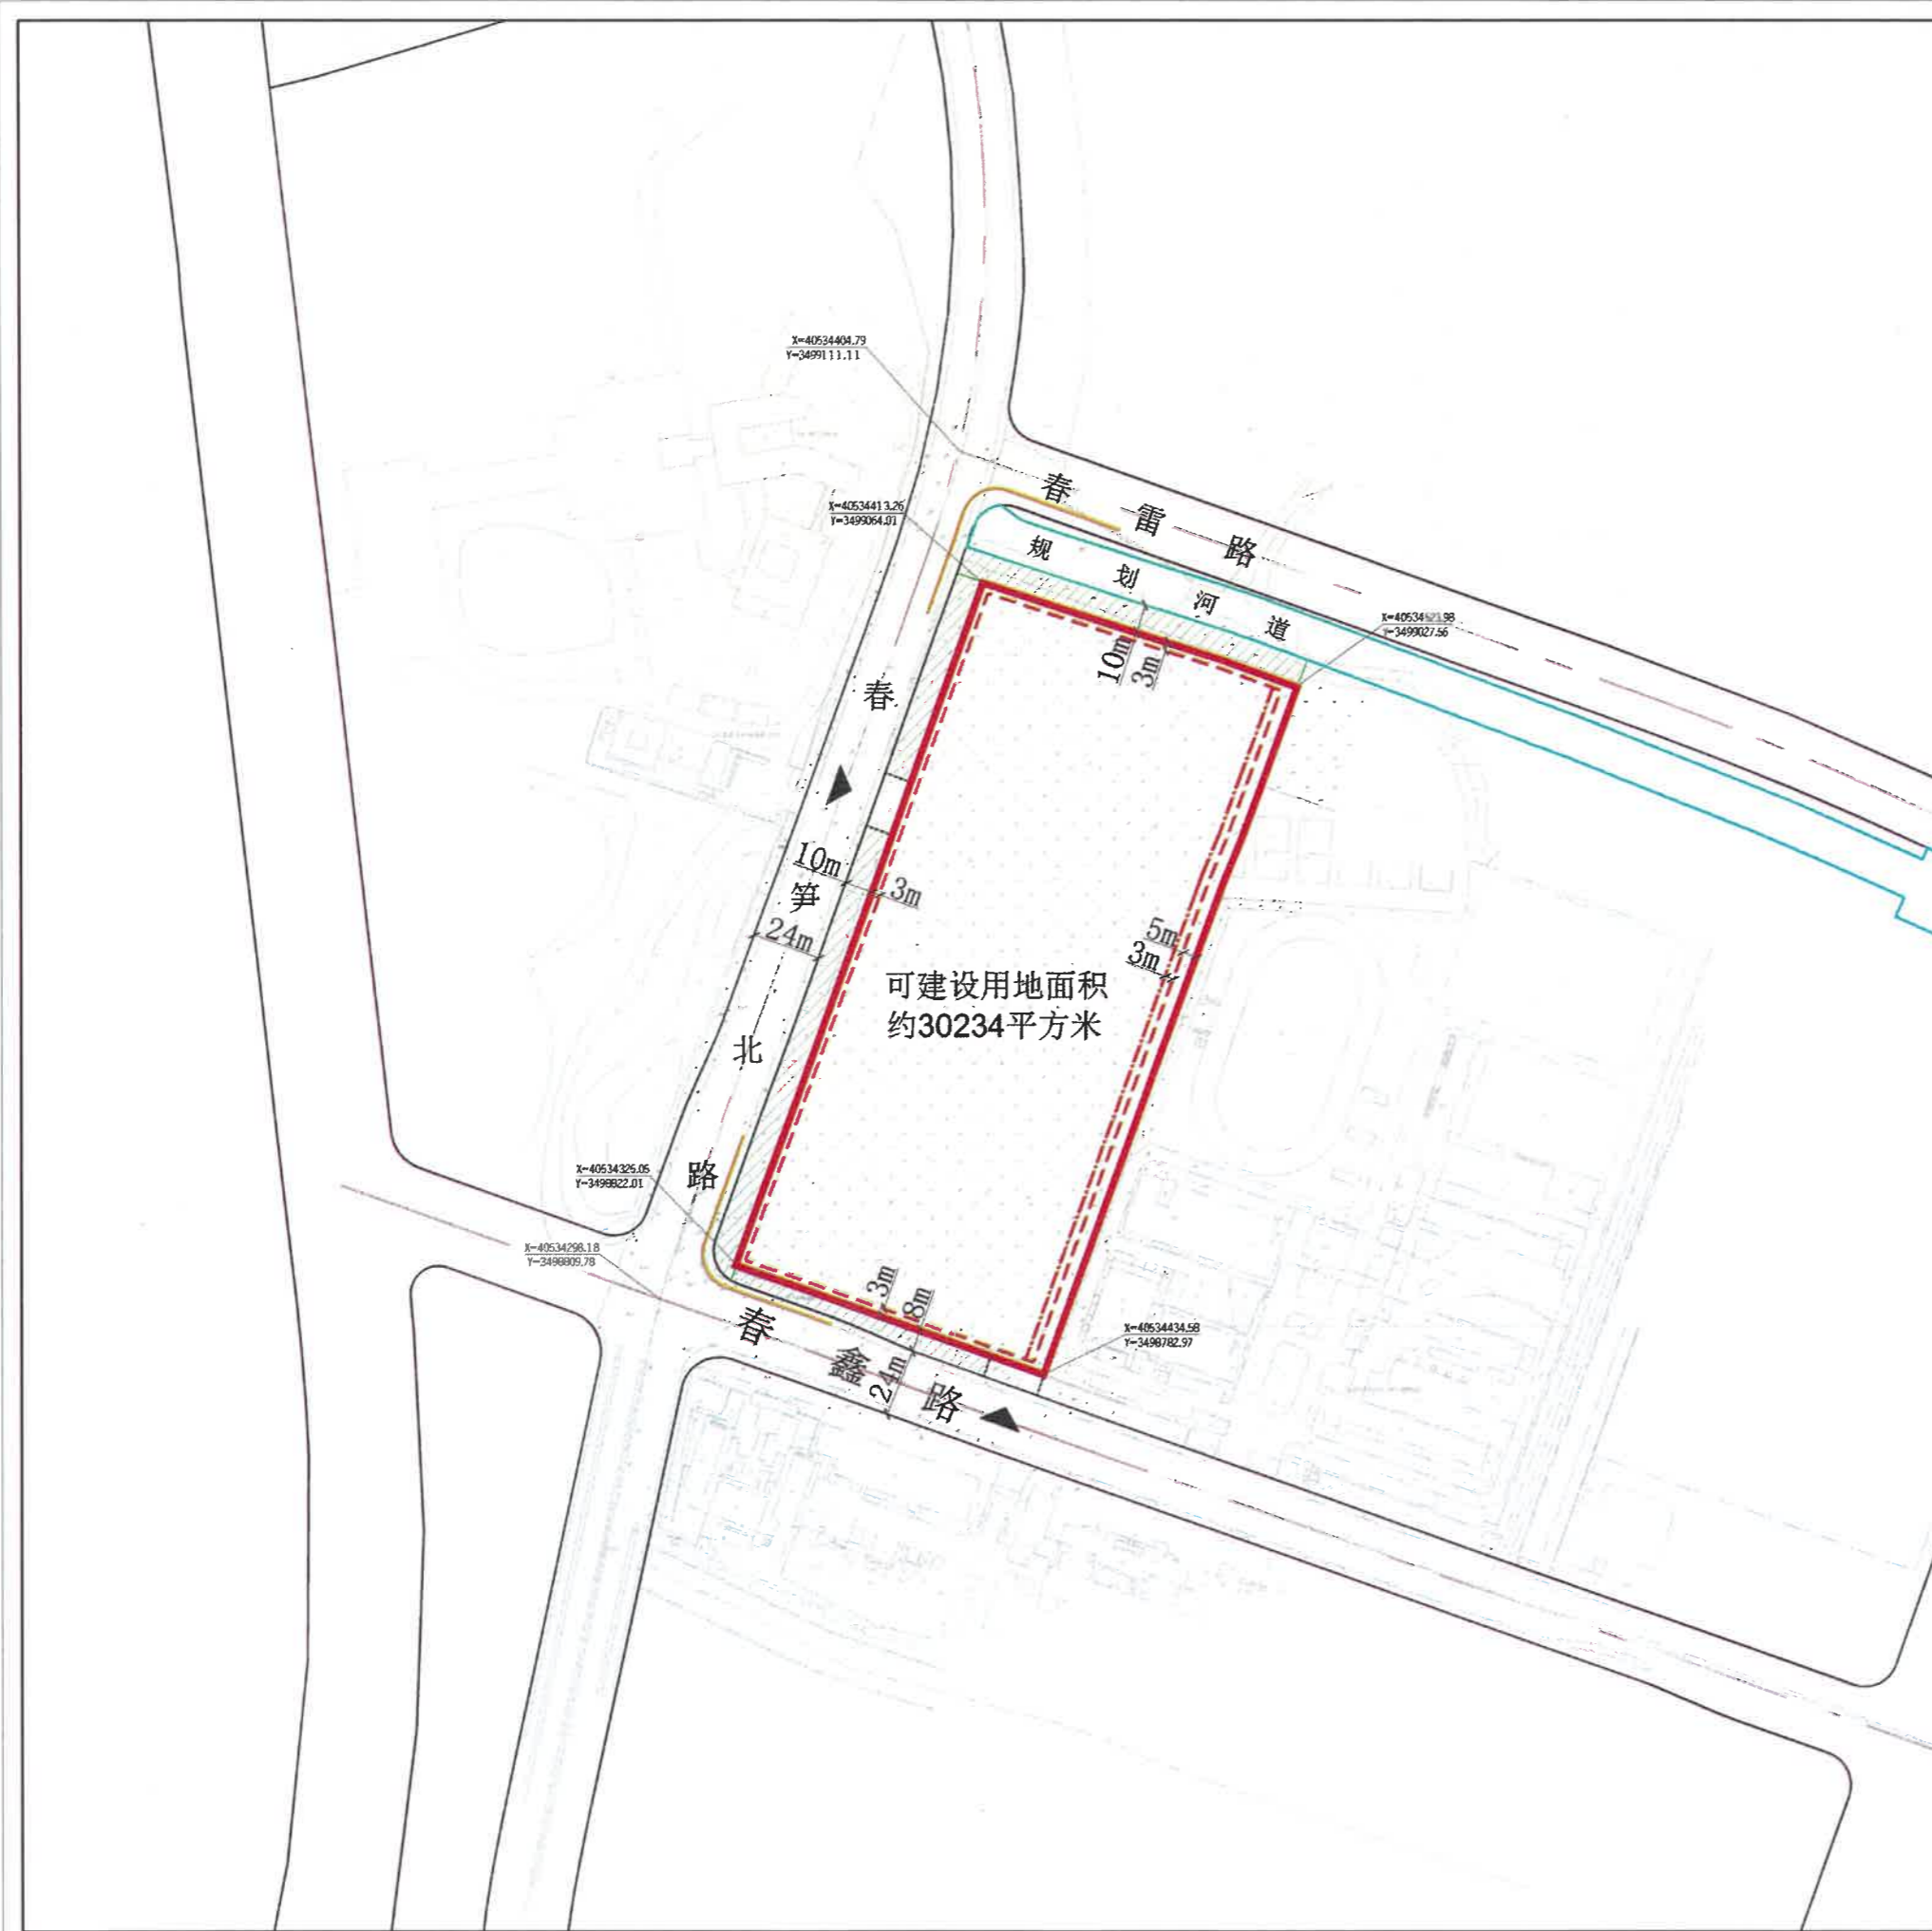 X=40534404.79
Y=3499111.11
X=40534413.26
Y=3499064.01
春雷路
规划河道
Y=3499027.56
10m
3m
春笋北路
10m
3m
24m
5m
3m
可建设用地面积
约30234平方米
X=40534325.05
Y=3498822.01
X=40534298.18
Y=3498809.78
3m
8m
X=40534434.58
Y=3498782.97
春鑫路
24m